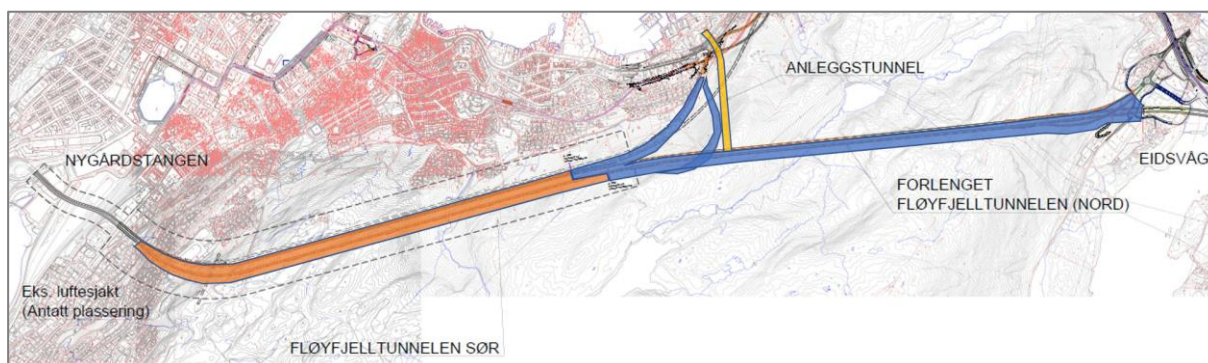 ANLEGGSTUNNEL
NYGÅRDSTANGEN
EIDSVÅG
FORLENGET
FLØYFJELLTUNNELEN (NORD)
Eks. luftesjakt
(Antatt plassering)
FLØYFJELLTUNNELEN SØR